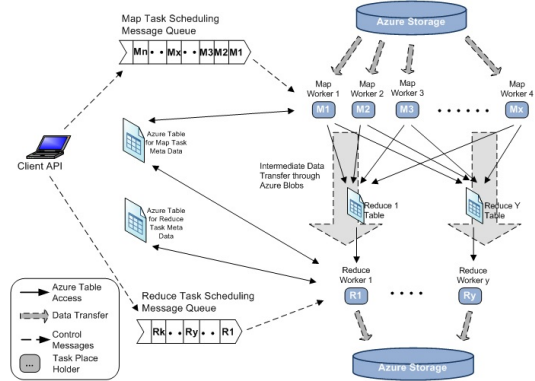 Map Task Scheduling
Message Queue
Mn • • Mx • • M3 M2 M1
Azure Storage
Map
Worker 1
Map
Worker 2
Map
Worker 3
Map
Worker 4
M1
M2
M3
• • • • • •
Mx
Client API
Azure Table
for Map Task
Meta Data
Intermediate Data
Transfer through
Azure Blobs
Azure Table
for Reduce
Task Meta
Data
Reduce 1
Table
Reduce Y
Table
Reduce
Worker 1
Reduce
Worker y
R1
• • • •
Ry
Reduce Task Scheduling
Message Queue
Rk • • Ry • • R1
Azure Storage
Azure Table
Access
Data Transfer
Control
Messages
...
Task Place
Holder